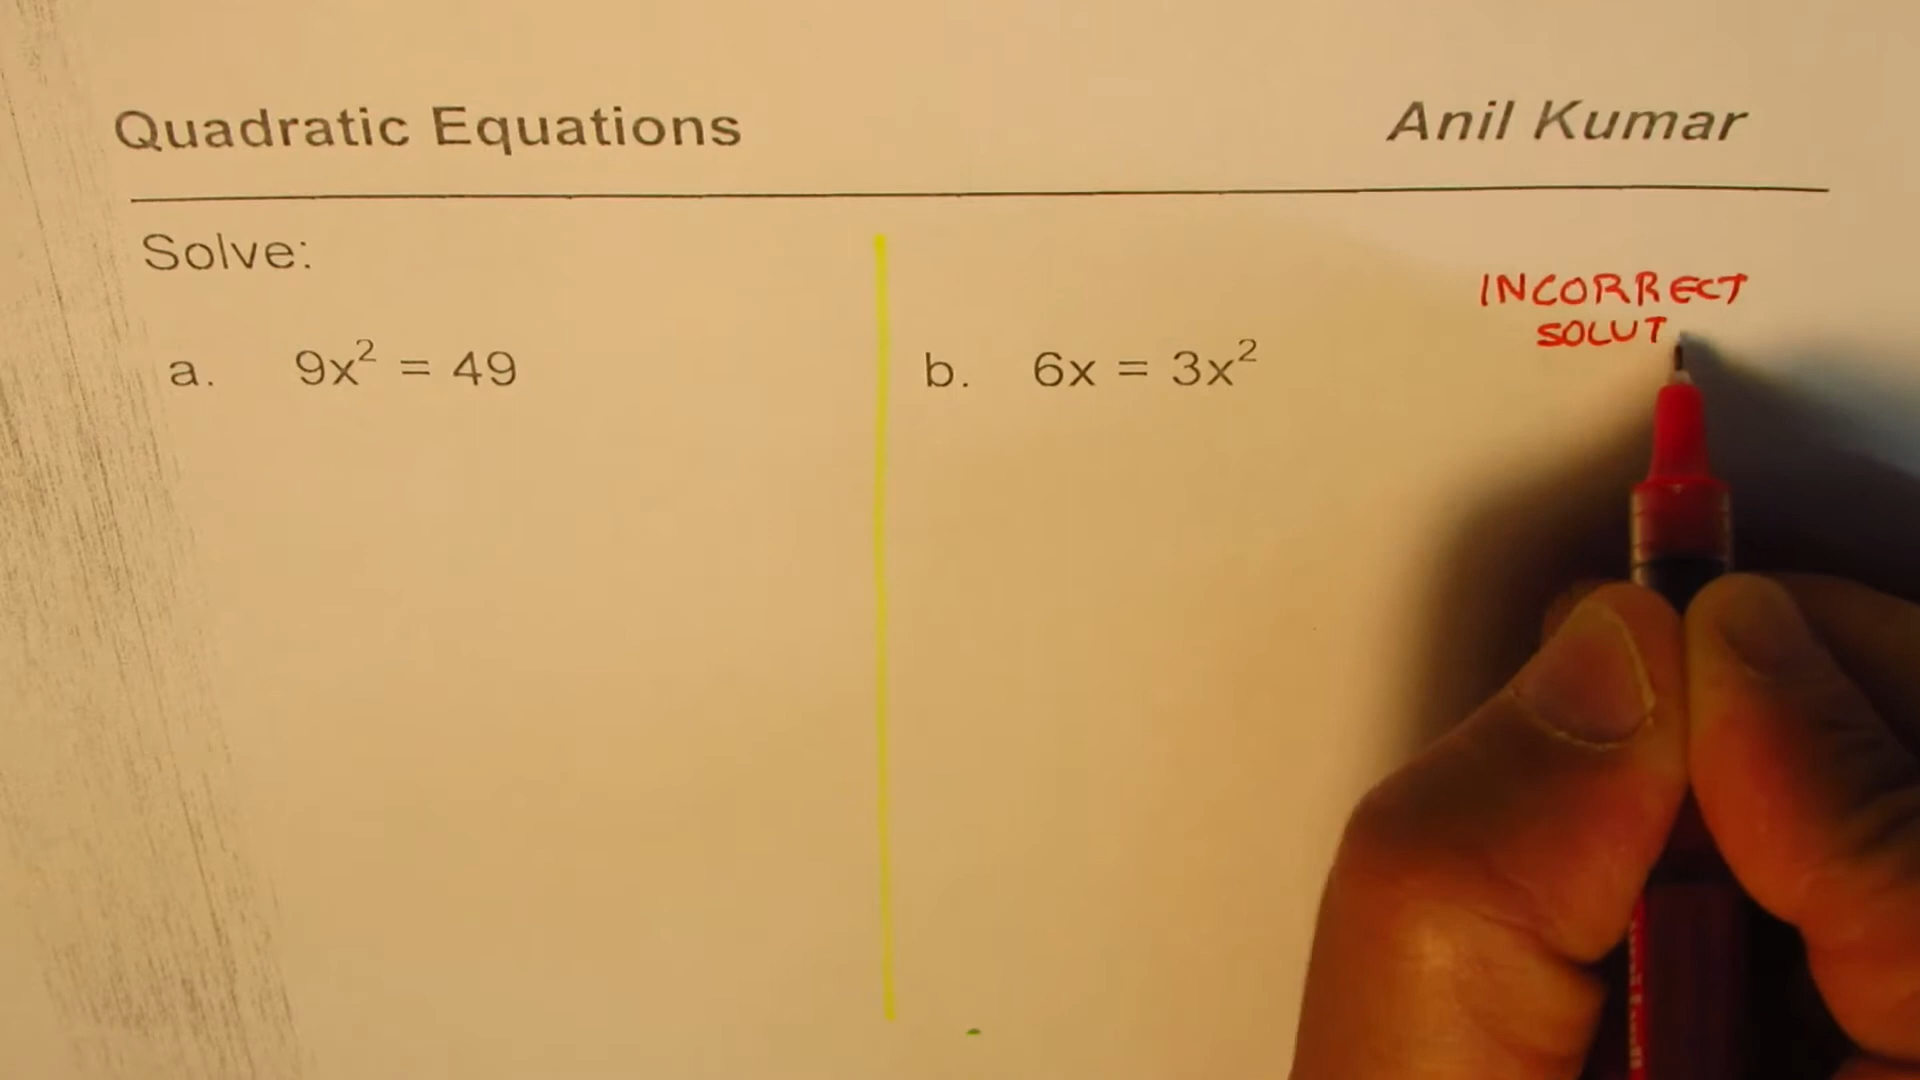 Quadratic Equations
Anil Kumar
Solve:
a. 9x² = 49
b. 6x = 3x²
INCORRECT
SOLUT